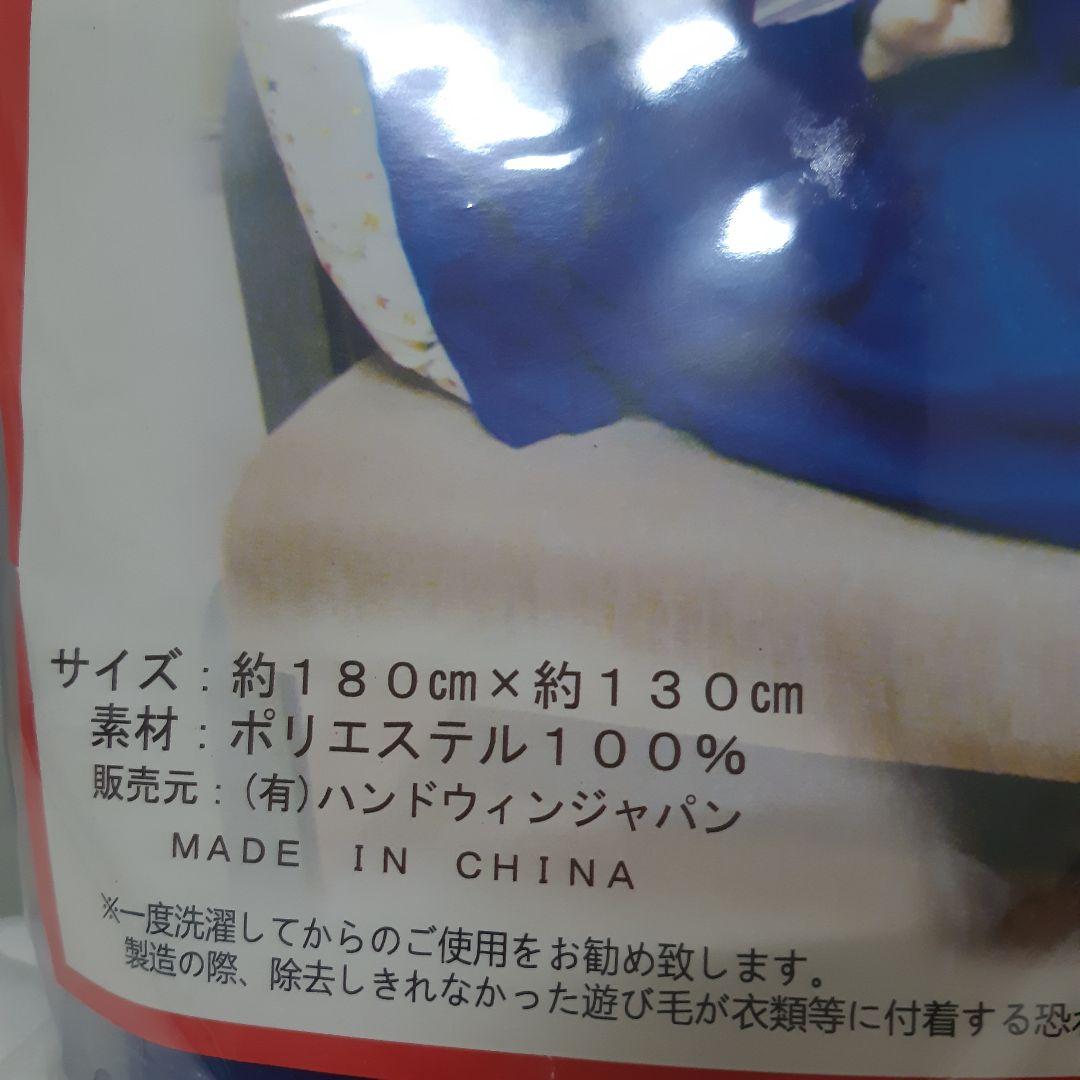 サイズ：約１８０㎝×約１３０㎝
素材：ポリエステル１００％
販売元：（有）ハンドウィンジャパン
ＭＡＤＥ　ＩＮ　ＣＨＩＮＡ
※一度洗濯してからのご使用をお勧め致します。
製造の際、除去しきれなかった遊び毛が衣類等に付着する恐れ